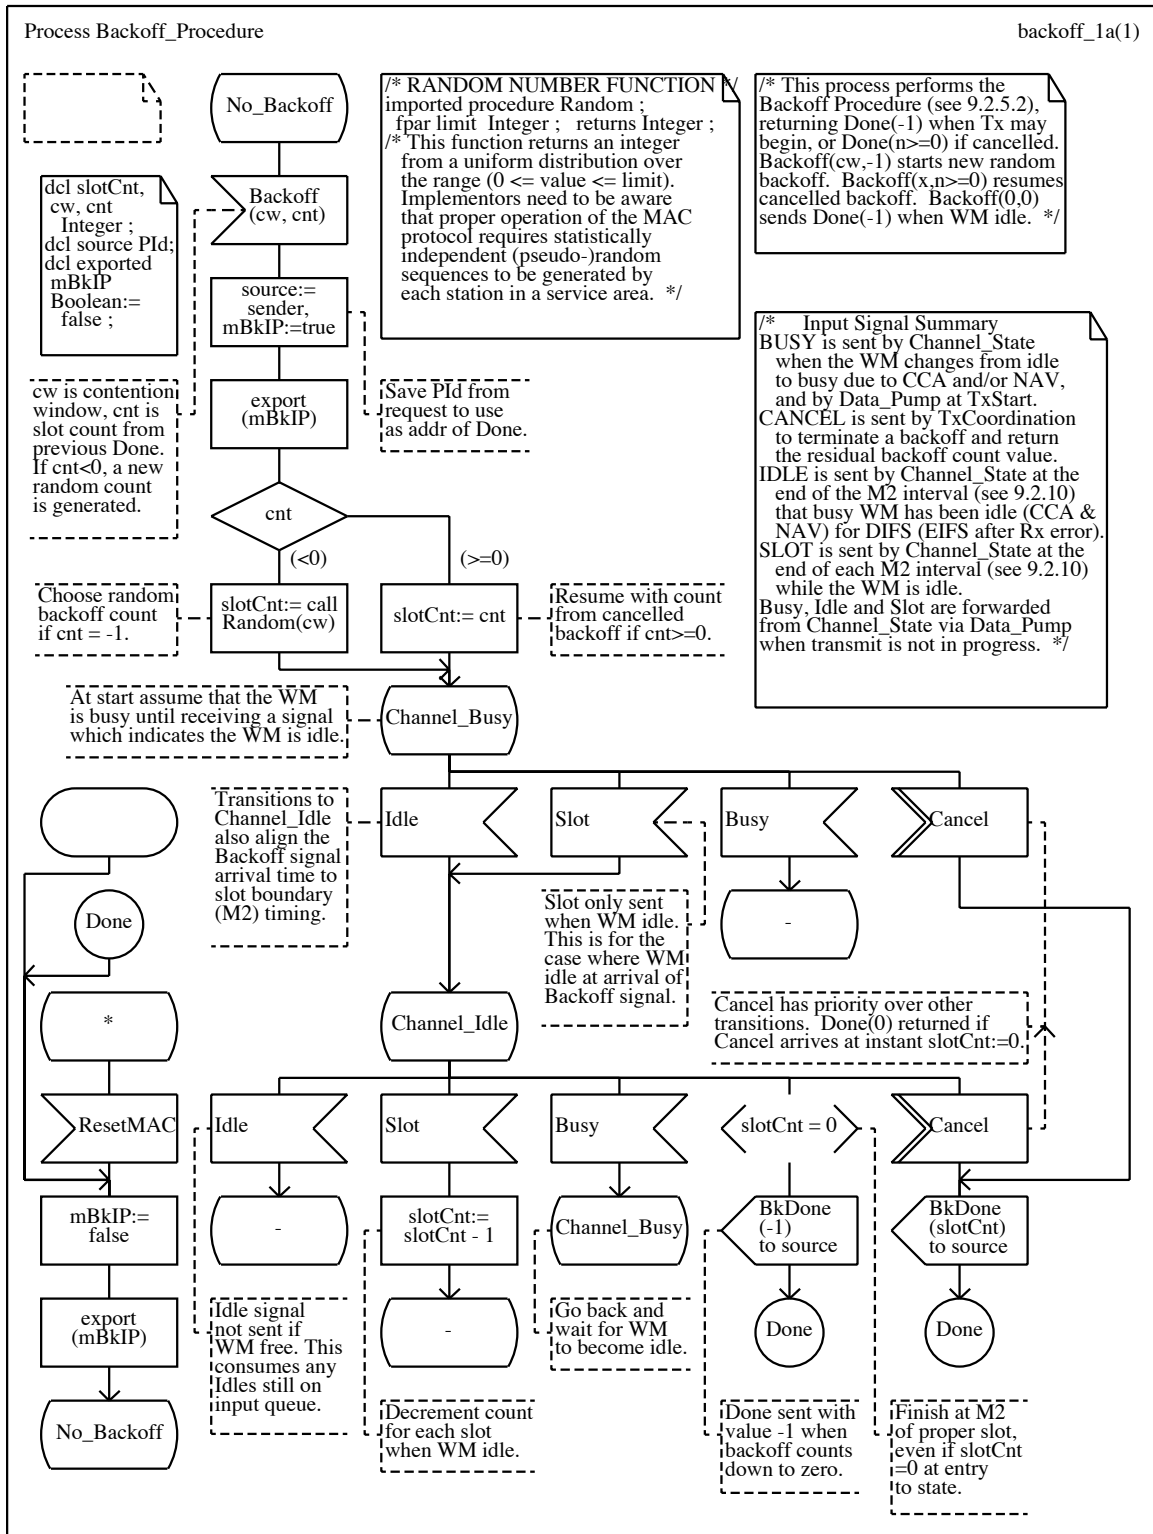 Process Backoff_Procedure
backoff_1a(1)
No_Backoff
/* RANDOM NUMBER FUNCTION */
imported procedure Random ;
fpar limit Integer ; returns Integer ;
/* This function returns an integer
from a uniform distribution over
the range (0 <= value <= limit).
Implementors need to be aware
that proper operation of the MAC
protocol requires statistically
independent (pseudo-)random
sequences to be generated by
each station in a service area. */
/* This process performs the
Backoff Procedure (see 9.2.5.2),
returning Done(-1) when Tx may
begin, or Done(n>=0) if cancelled.
Backoff(cw,-1) starts new random
backoff. Backoff(x,n>=0) resumes
cancelled backoff. Backoff(0,0)
sends Done(-1) when WM idle. */
dcl slotCnt,
cw, cnt
Integer ;
dcl source PId;
dcl exported
mBkIP
Boolean:=
false ;
Backoff
(cw, cnt)
source:=
sender,
mBkIP:=true
/* Input Signal Summary
BUSY is sent by Channel_State
when the WM changes from idle
to busy due to CCA and/or NAV,
and by Data_Pump at TxStart.
CANCEL is sent by TxCoordination
to terminate a backoff and return
the residual backoff count value.
IDLE is sent by Channel_State at the
end of the M2 interval (see 9.2.10)
that busy WM has been idle (CCA &
NAV) for DIFS (EIFS after Rx error).
SLOT is sent by Channel_State at the
end of each M2 interval (see 9.2.10)
while the WM is idle.
Busy, Idle and Slot are forwarded
from Channel_State via Data_Pump
when transmit is not in progress. */
cw is contention
window, cnt is
slot count from
previous Done.
If cnt<0, a new
random count
is generated.
export
(mBkIP)
Save PId from
request to use
as addr of Done.
cnt
(<0)
(>=0)
Choose random
backoff count
if cnt = -1.
slotCnt:= call
Random(cw)
slotCnt:= cnt
Resume with count
from cancelled
backoff if cnt>=0.
At start assume that the WM
is busy until receiving a signal
which indicates the WM is idle.
Channel_Busy
Transitions to
Channel_Idle
also align the
Backoff signal
arrival time to
slot boundary
(M2) timing.
Idle
Slot
Busy
Cancel
Done
Slot only sent
when WM idle.
This is for the
case where WM
idle at arrival of
Backoff signal.
-
*
Channel_Idle
Cancel has priority over other
transitions. Done(0) returned if
Cancel arrives at instant slotCnt:=0.
ResetMAC
Idle
Slot
Busy
slotCnt = 0
Cancel
mBkIP:=
false
-
slotCnt:=
slotCnt - 1
Channel_Busy
BkDone
(-1)
to source
BkDone
(slotCnt)
to source
export
(mBkIP)
Idle signal
not sent if
WM free. This
consumes any
Idles still on
input queue.
-
Go back and
wait for WM
to become idle.
Done
Done
No_Backoff
Decrement count
for each slot
when WM idle.
Done sent with
value -1 when
backoff counts
down to zero.
Finish at M2
of proper slot,
even if slotCnt
=0 at entry
to state.